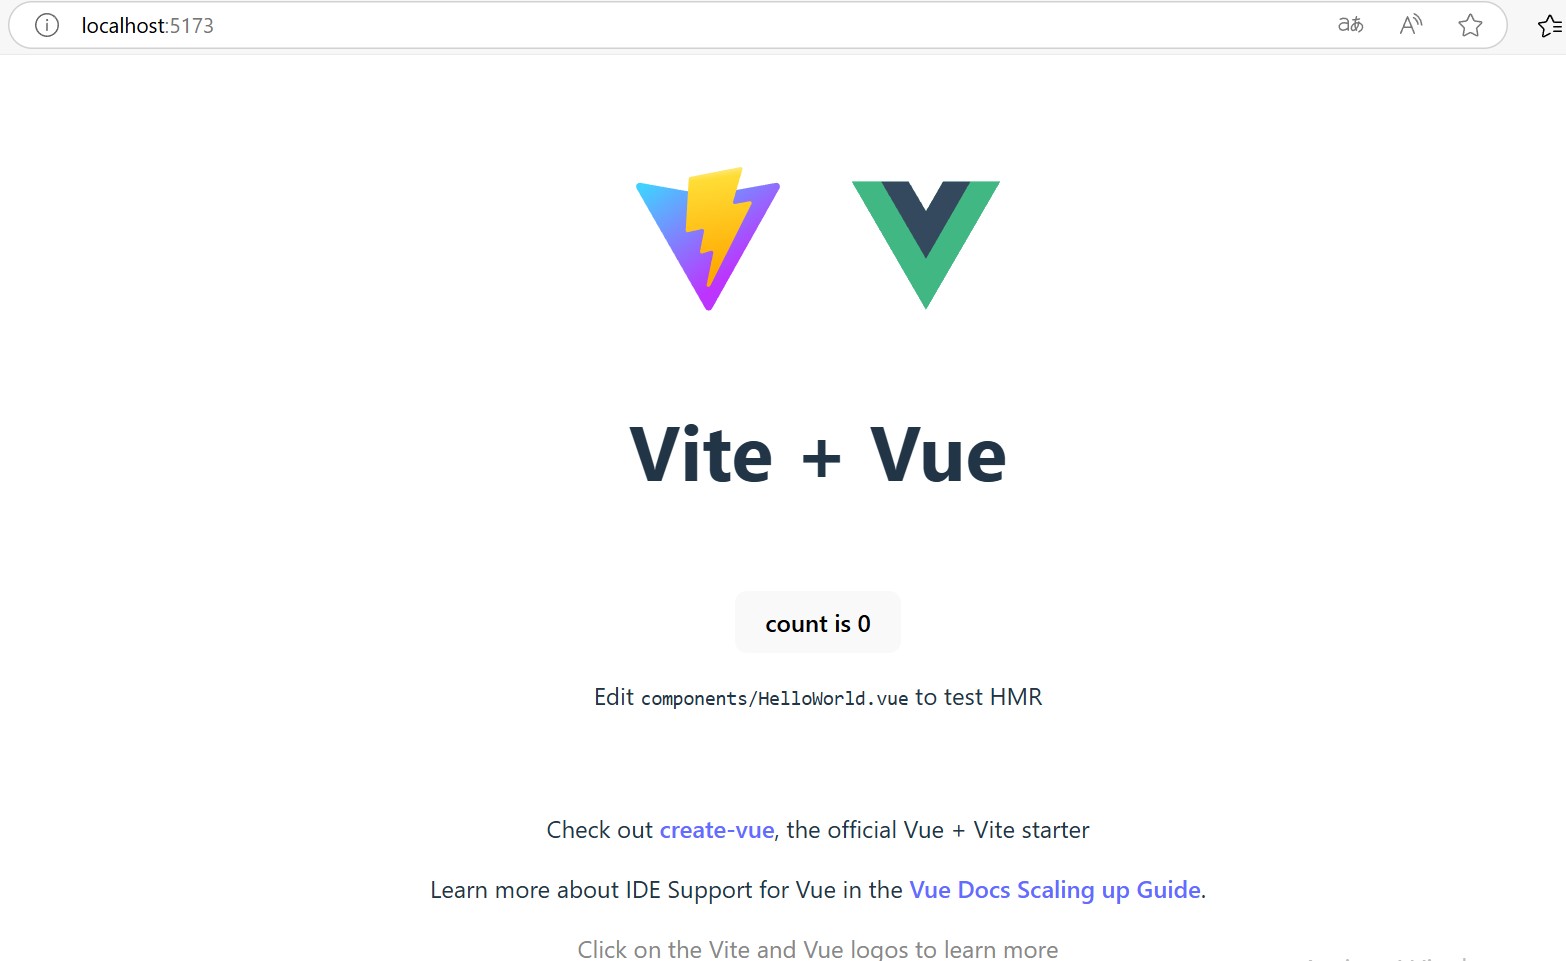 localhost:5173
aあ
A
Vite + Vue
count is 0
Edit components/HelloWorld.vue to test HMR
Check out create-vue, the official Vue + Vite starter
Learn more about IDE Support for Vue in the Vue Docs Scaling up Guide.
Click on the Vite and Vue logos to learn more